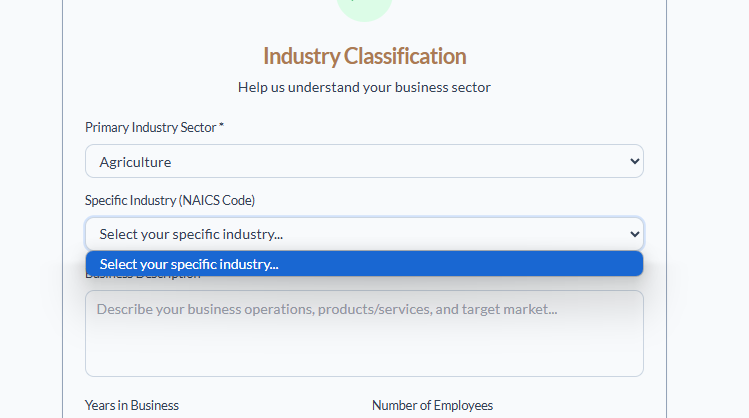 Industry Classification
Help us understand your business sector
Primary Industry Sector *
Agriculture
Specific Industry (NAICS Code)
Select your specific industry...
Select your specific industry...
Business Description
Describe your business operations, products/services, and target market...
Years in Business
Number of Employees